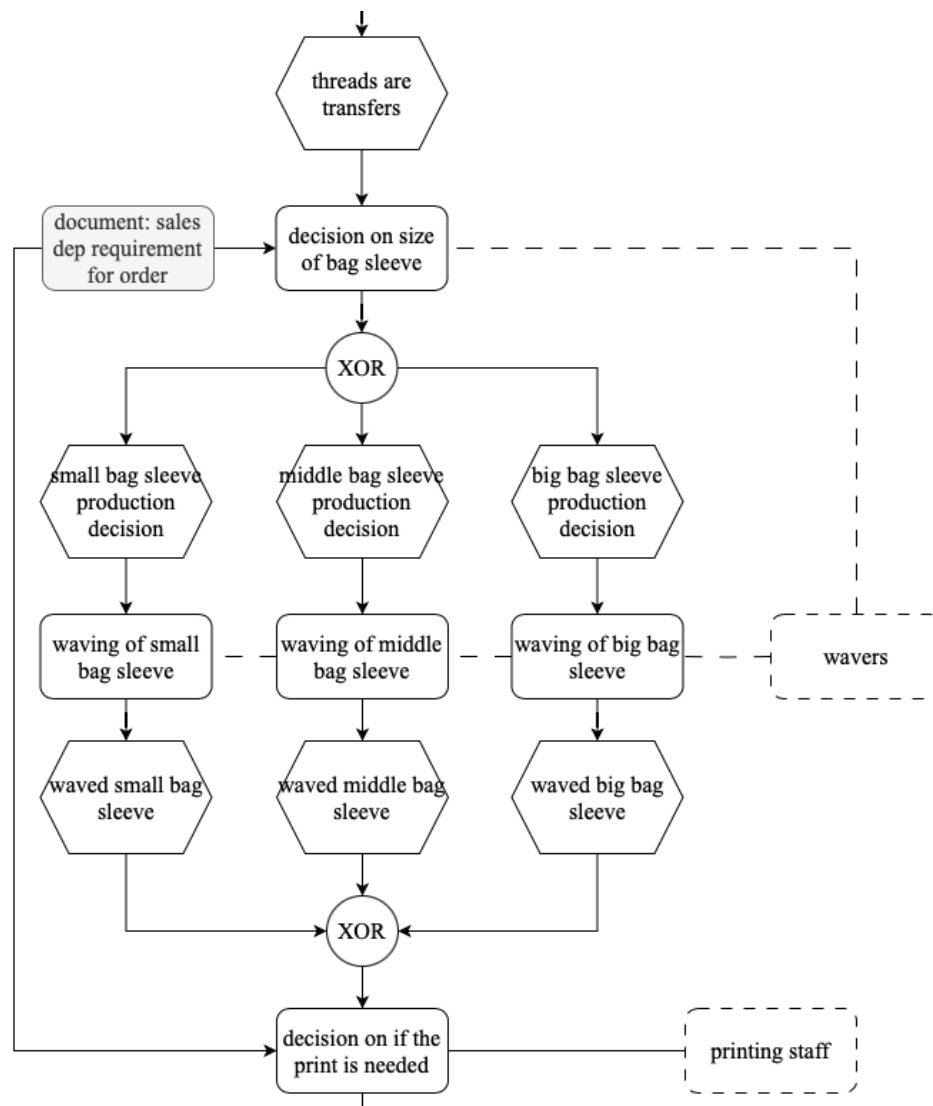 threads are
transfers
document: sales
dep requirement
for order
decision on size
of bag sleeve
XOR
small bag sleeve
production
decision
middle bag sleeve
production
decision
big bag sleeve
production
decision
waving of small
bag sleeve
waving of middle
bag sleeve
waving of big bag
sleeve
wavers
waved small bag
sleeve
waved middle bag
sleeve
waved big bag
sleeve
XOR
decision on if the
print is needed
printing staff